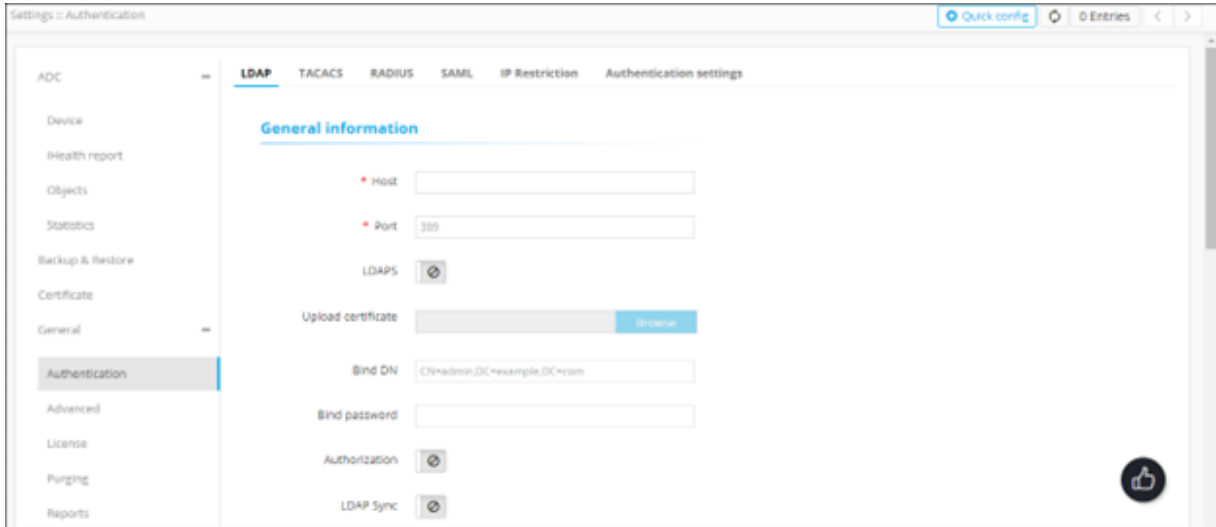 Settings :: Authentication
Quick config
0 Entries
ADC
Device
iHealth report
Objects
Statistics
Backup & Restore
Certificate
General
Authentication
Advanced
License
Purging
Reports
LDAP TACACS RADIUS SAML IP Restriction Authentication settings
General information
* Host
* Port 389
LDAPS
Upload certificate Browse
Bind DN CN=admin,DC=example,DC=com
Bind password
Authorization
LDAP Sync